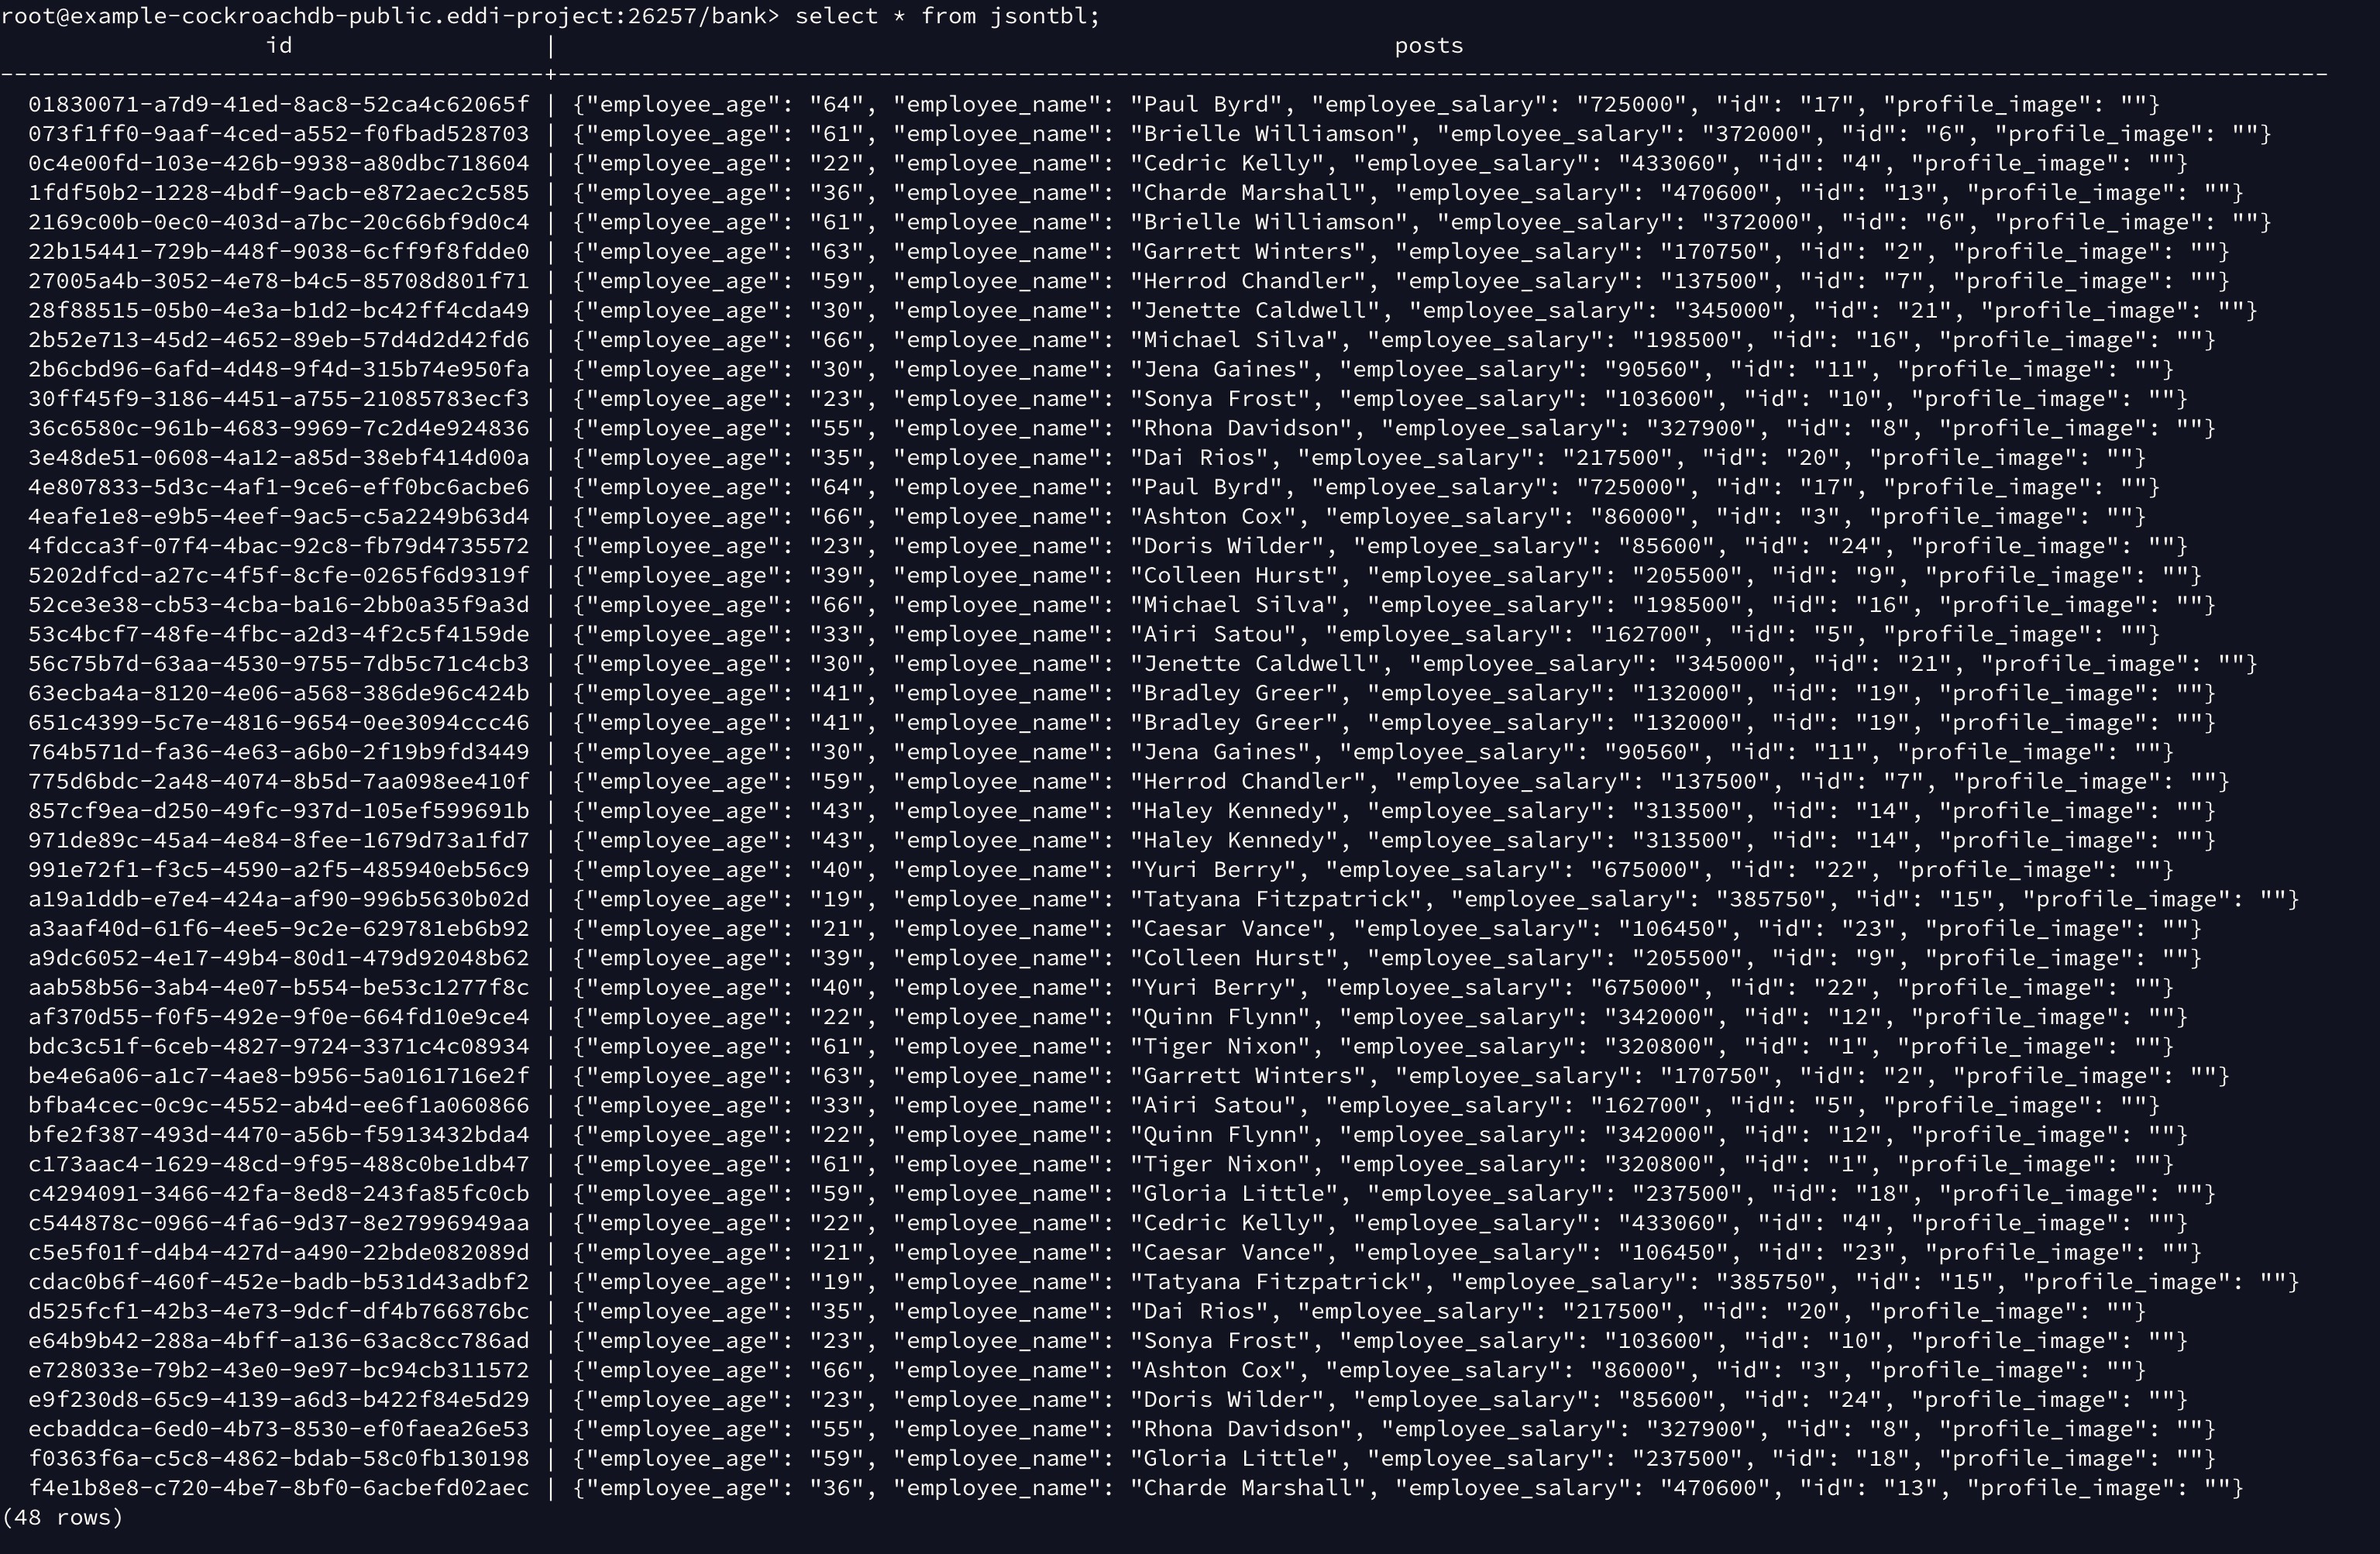 root@example-cockroachdb-public.eddi-project:26257/bank> select * from jsontbl;
id | posts
---------------------------------------+-------------------------------------------------------------------------------------------------------------------------------
01830071-a7d9-41ed-8ac8-52ca4c62065f | {"employee_age": "64", "employee_name": "Paul Byrd", "employee_salary": "725000", "id": "17", "profile_image": ""}
073f1ff0-9aaf-4ced-a552-f0fbad528703 | {"employee_age": "61", "employee_name": "Brielle Williamson", "employee_salary": "372000", "id": "6", "profile_image": ""}
0c4e00fd-103e-426b-9938-a80dbc718604 | {"employee_age": "22", "employee_name": "Cedric Kelly", "employee_salary": "433060", "id": "4", "profile_image": ""}
1fdf50b2-1228-4bdf-9acb-e872aec2c585 | {"employee_age": "36", "employee_name": "Charde Marshall", "employee_salary": "470600", "id": "13", "profile_image": ""}
2169c00b-0ec0-403d-a7bc-20c66bf9d0c4 | {"employee_age": "61", "employee_name": "Brielle Williamson", "employee_salary": "372000", "id": "6", "profile_image": ""}
22b15441-729b-448f-9038-6cff9f8fdde0 | {"employee_age": "63", "employee_name": "Garrett Winters", "employee_salary": "170750", "id": "2", "profile_image": ""}
27005a4b-3052-4e78-b4c5-85708d801f71 | {"employee_age": "59", "employee_name": "Herrod Chandler", "employee_salary": "137500", "id": "7", "profile_image": ""}
28f88515-05b0-4e3a-b1d2-bc42ff4cda49 | {"employee_age": "30", "employee_name": "Jenette Caldwell", "employee_salary": "345000", "id": "21", "profile_image": ""}
2b52e713-45d2-4652-89eb-57d4d2d42fd6 | {"employee_age": "66", "employee_name": "Michael Silva", "employee_salary": "198500", "id": "16", "profile_image": ""}
2b6cbd96-6afd-4d48-9f4d-315b74e950fa | {"employee_age": "30", "employee_name": "Jena Gaines", "employee_salary": "90560", "id": "11", "profile_image": ""}
30ff45f9-3186-4451-a755-21085783ecf3 | {"employee_age": "23", "employee_name": "Sonya Frost", "employee_salary": "103600", "id": "10", "profile_image": ""}
36c6580c-961b-4683-9969-7c2d4e924836 | {"employee_age": "55", "employee_name": "Rhona Davidson", "employee_salary": "327900", "id": "8", "profile_image": ""}
3e48de51-0608-4a12-a85d-38ebf414d00a | {"employee_age": "35", "employee_name": "Dai Rios", "employee_salary": "217500", "id": "20", "profile_image": ""}
4e807833-5d3c-4af1-9ce6-eff0bc6acbe6 | {"employee_age": "64", "employee_name": "Paul Byrd", "employee_salary": "725000", "id": "17", "profile_image": ""}
4eafe1e8-e9b5-4eef-9ac5-c5a2249b63d4 | {"employee_age": "66", "employee_name": "Ashton Cox", "employee_salary": "86000", "id": "3", "profile_image": ""}
4fdcca3f-07f4-4bac-92c8-fb79d4735572 | {"employee_age": "23", "employee_name": "Doris Wilder", "employee_salary": "85600", "id": "24", "profile_image": ""}
5202dfcd-a27c-4f5f-8cfe-0265f6d9319f | {"employee_age": "39", "employee_name": "Colleen Hurst", "employee_salary": "205500", "id": "9", "profile_image": ""}
52ce3e38-cb53-4cba-ba16-2bb0a35f9a3d | {"employee_age": "66", "employee_name": "Michael Silva", "employee_salary": "198500", "id": "16", "profile_image": ""}
53c4bcf7-48fe-4fbc-a2d3-4f2c5f4159de | {"employee_age": "33", "employee_name": "Airi Satou", "employee_salary": "162700", "id": "5", "profile_image": ""}
56c75b7d-63aa-4530-9755-7db5c71c4cb3 | {"employee_age": "30", "employee_name": "Jenette Caldwell", "employee_salary": "345000", "id": "21", "profile_image": ""}
63ecba4a-8120-4e06-a568-386de96c424b | {"employee_age": "41", "employee_name": "Bradley Greer", "employee_salary": "132000", "id": "19", "profile_image": ""}
651c4399-5c7e-4816-9654-0ee3094ccc46 | {"employee_age": "41", "employee_name": "Bradley Greer", "employee_salary": "132000", "id": "19", "profile_image": ""}
764b571d-fa36-4e63-a6b0-2f19b9fd3449 | {"employee_age": "30", "employee_name": "Jena Gaines", "employee_salary": "90560", "id": "11", "profile_image": ""}
775d6bdc-2a48-4074-8b5d-7aa098ee410f | {"employee_age": "59", "employee_name": "Herrod Chandler", "employee_salary": "137500", "id": "7", "profile_image": ""}
857cf9ea-d250-49fc-937d-105ef599691b | {"employee_age": "43", "employee_name": "Haley Kennedy", "employee_salary": "313500", "id": "14", "profile_image": ""}
971de89c-45a4-4e84-8fee-1679d73a1fd7 | {"employee_age": "43", "employee_name": "Haley Kennedy", "employee_salary": "313500", "id": "14", "profile_image": ""}
991e72f1-f3c5-4590-a2f5-485940eb56c9 | {"employee_age": "40", "employee_name": "Yuri Berry", "employee_salary": "675000", "id": "22", "profile_image": ""}
a19a1ddb-e7e4-424a-af90-996b5630b02d | {"employee_age": "19", "employee_name": "Tatyana Fitzpatrick", "employee_salary": "385750", "id": "15", "profile_image": ""}
a3aaf40d-61f6-4ee5-9c2e-629781eb6b92 | {"employee_age": "21", "employee_name": "Caesar Vance", "employee_salary": "106450", "id": "23", "profile_image": ""}
a9dc6052-4e17-49b4-80d1-479d92048b62 | {"employee_age": "39", "employee_name": "Colleen Hurst", "employee_salary": "205500", "id": "9", "profile_image": ""}
aab58b56-3ab4-4e07-b554-be53c1277f8c | {"employee_age": "40", "employee_name": "Yuri Berry", "employee_salary": "675000", "id": "22", "profile_image": ""}
af370d55-f0f5-492e-9f0e-664fd10e9ce4 | {"employee_age": "22", "employee_name": "Quinn Flynn", "employee_salary": "342000", "id": "12", "profile_image": ""}
bdc3c51f-6ceb-4827-9724-3371c4c08934 | {"employee_age": "61", "employee_name": "Tiger Nixon", "employee_salary": "320800", "id": "1", "profile_image": ""}
be4e6a06-a1c7-4ae8-b956-5a0161716e2f | {"employee_age": "63", "employee_name": "Garrett Winters", "employee_salary": "170750", "id": "2", "profile_image": ""}
bfba4cec-0c9c-4552-ab4d-ee6f1a060866 | {"employee_age": "33", "employee_name": "Airi Satou", "employee_salary": "162700", "id": "5", "profile_image": ""}
bfe2f387-493d-4470-a56b-f5913432bda4 | {"employee_age": "22", "employee_name": "Quinn Flynn", "employee_salary": "342000", "id": "12", "profile_image": ""}
c173aac4-1629-48cd-9f95-488c0be1db47 | {"employee_age": "61", "employee_name": "Tiger Nixon", "employee_salary": "320800", "id": "1", "profile_image": ""}
c4294091-3466-42fa-8ed8-243fa85fc0cb | {"employee_age": "59", "employee_name": "Gloria Little", "employee_salary": "237500", "id": "18", "profile_image": ""}
c544878c-0966-4fa6-9d37-8e27996949aa | {"employee_age": "22", "employee_name": "Cedric Kelly", "employee_salary": "433060", "id": "4", "profile_image": ""}
c5e5f01f-d4b4-427d-a490-22bde082089d | {"employee_age": "21", "employee_name": "Caesar Vance", "employee_salary": "106450", "id": "23", "profile_image": ""}
cdac0b6f-460f-452e-badb-b531d43adbf2 | {"employee_age": "19", "employee_name": "Tatyana Fitzpatrick", "employee_salary": "385750", "id": "15", "profile_image": ""}
d525fcf1-42b3-4e73-9dcf-df4b766876bc | {"employee_age": "35", "employee_name": "Dai Rios", "employee_salary": "217500", "id": "20", "profile_image": ""}
e64b9b42-288a-4bff-a136-63ac8cc786ad | {"employee_age": "23", "employee_name": "Sonya Frost", "employee_salary": "103600", "id": "10", "profile_image": ""}
e728033e-79b2-43e0-9e97-bc94cb311572 | {"employee_age": "66", "employee_name": "Ashton Cox", "employee_salary": "86000", "id": "3", "profile_image": ""}
e9f230d8-65c9-4139-a6d3-b422f84e5d29 | {"employee_age": "23", "employee_name": "Doris Wilder", "employee_salary": "85600", "id": "24", "profile_image": ""}
ecbaddca-6ed0-4b73-8530-ef0faea26e53 | {"employee_age": "55", "employee_name": "Rhona Davidson", "employee_salary": "327900", "id": "8", "profile_image": ""}
f0363f6a-c5c8-4862-bdab-58c0fb130198 | {"employee_age": "59", "employee_name": "Gloria Little", "employee_salary": "237500", "id": "18", "profile_image": ""}
f4e1b8e8-c720-4be7-8bf0-6acbefd02aec | {"employee_age": "36", "employee_name": "Charde Marshall", "employee_salary": "470600", "id": "13", "profile_image": ""}
(48 rows)